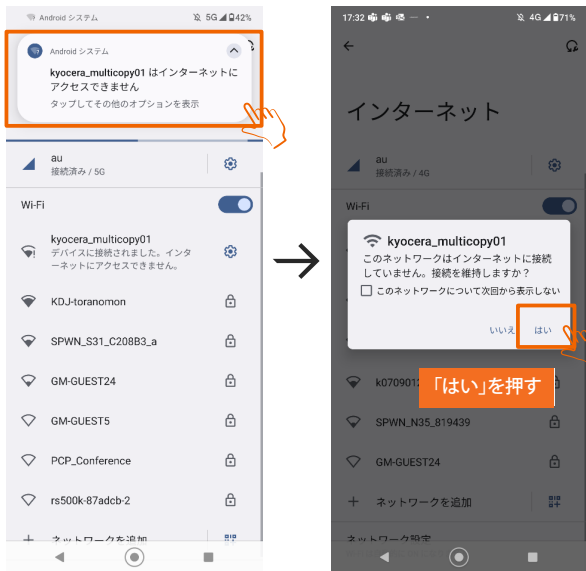 Android システム
5G 42%
Android システム
kyocera_multicopy01 はインターネットに
アクセスできません
タップしてその他のオプションを表示
au
接続済み / 5G
Wi-Fi
kyocera_multicopy01
デバイスに接続されました。インタ
ーネットにアクセスできません。
KDJ-toranomon
SPWN_S31_C208B3_a
GM-GUEST24
GM-GUEST5
PCP_Conference
rs500k-87adcb-2
ネットワークを追加
17:32
4G 71%
インターネット
au
接続済み / 4G
Wi-Fi
kyocera_multicopy01
このネットワークはインターネットに接続
していません。接続を維持しますか？
このネットワークについて次回から表示しない
いいえ
はい
「はい」を押す
k070901
SPWN_N35_819439
GM-GUEST24
ネットワークを追加
ネットワーク設定